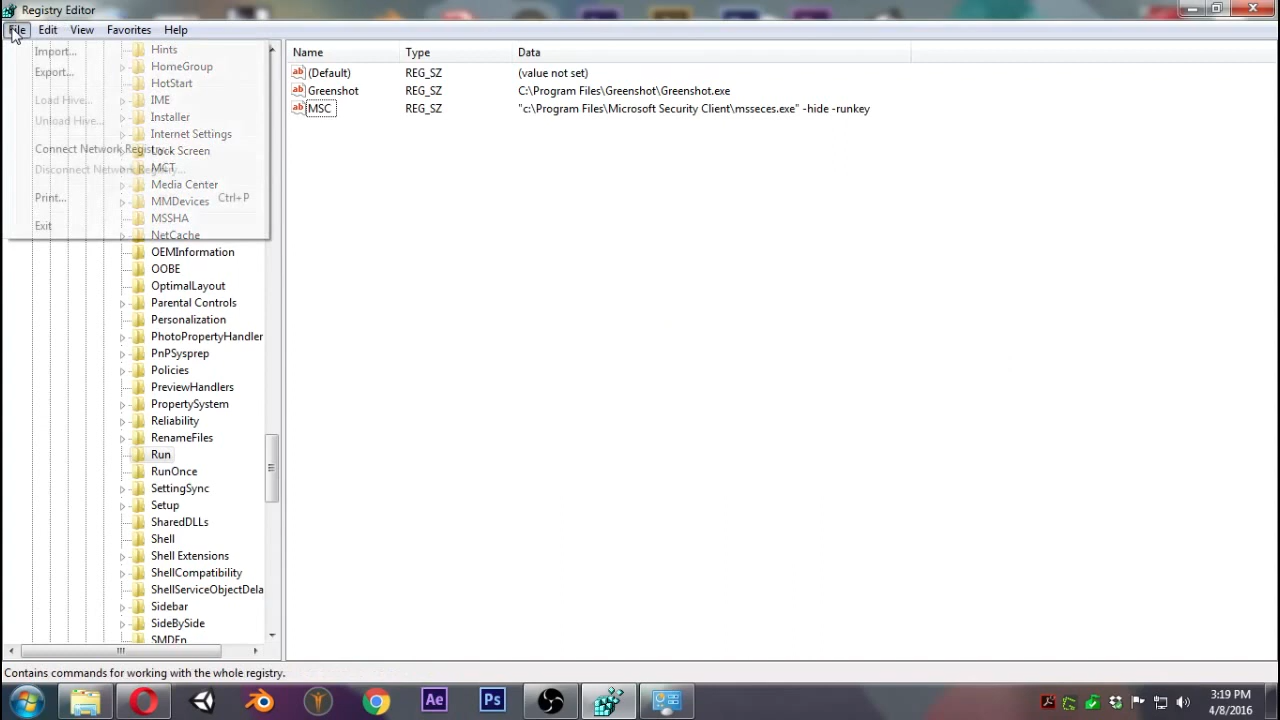 Registry Editor
File Edit View Favorites Help
Import...
Export...
Load Hive...
Unload Hive...
Connect Network Registry...
Disconnect Network Registry...
Print... Ctrl+P
Exit
Hints
HomeGroup
HotStart
IME
Installer
Internet Settings
Lock Screen
MCT
Media Center
MMDevices
MSSHA
NetCache
OEMInformation
OOBE
OptimalLayout
Parental Controls
Personalization
PhotoPropertyHandler
PnPSysprep
Policies
PreviewHandlers
PropertySystem
Reliability
RenameFiles
Run
RunOnce
SettingSync
Setup
SharedDLLs
Shell
Shell Extensions
ShellCompatibility
ShellServiceObjectDela
Sidebar
SideBySide
SMDEn
Name Type Data
(Default) REG_SZ (value not set)
Greenshot REG_SZ C:\Program Files\Greenshot\Greenshot.exe
MSC REG_SZ "c:\Program Files\Microsoft Security Client\msseces.exe" -hide -runkey
Contains commands for working with the whole registry.
Ae Ps
3:19 PM
4/8/2016